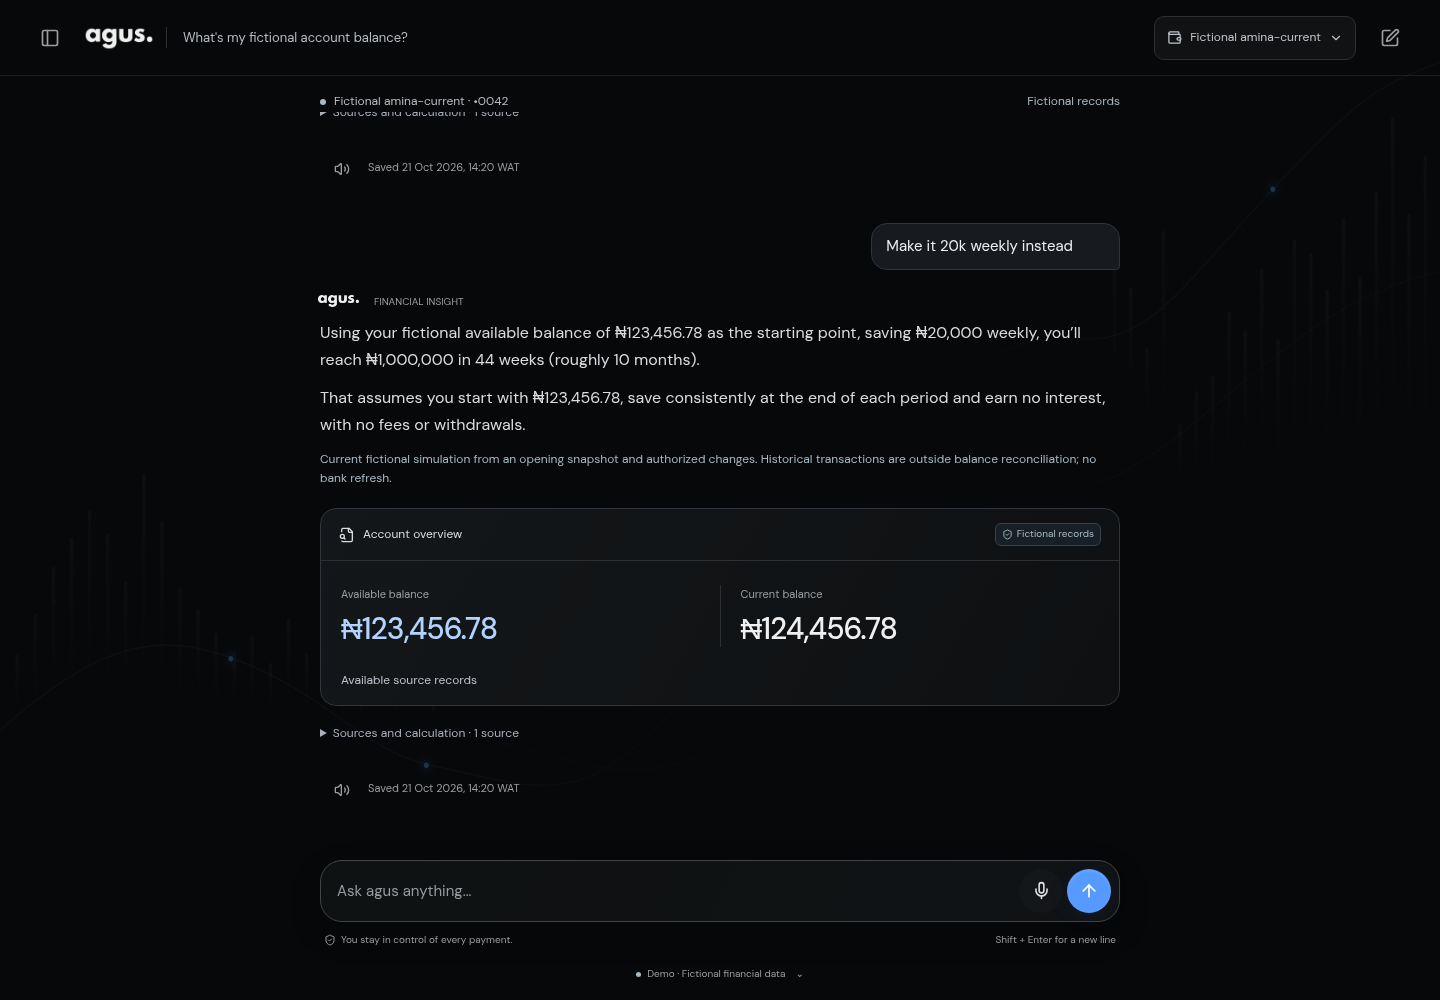 agus.
What's my fictional account balance?
Fictional amina-current
Fictional amina-current · •0042
Fictional records
Sources and calculation · 1 source
Saved 21 Oct 2026, 14:20 WAT
Make it 20k weekly instead
agus. FINANCIAL INSIGHT
Using your fictional available balance of ₦123,456.78 as the starting point, saving ₦20,000 weekly, you’ll
reach ₦1,000,000 in 44 weeks (roughly 10 months).
That assumes you start with ₦123,456.78, save consistently at the end of each period and earn no interest,
with no fees or withdrawals.
Current fictional simulation from an opening snapshot and authorized changes. Historical transactions are outside balance reconciliation; no
bank refresh.
Account overview
Fictional records
Available balance
₦123,456.78
Current balance
₦124,456.78
Available source records
Sources and calculation · 1 source
Saved 21 Oct 2026, 14:20 WAT
Ask agus anything...
You stay in control of every payment.
Shift + Enter for a new line
Demo · Fictional financial data